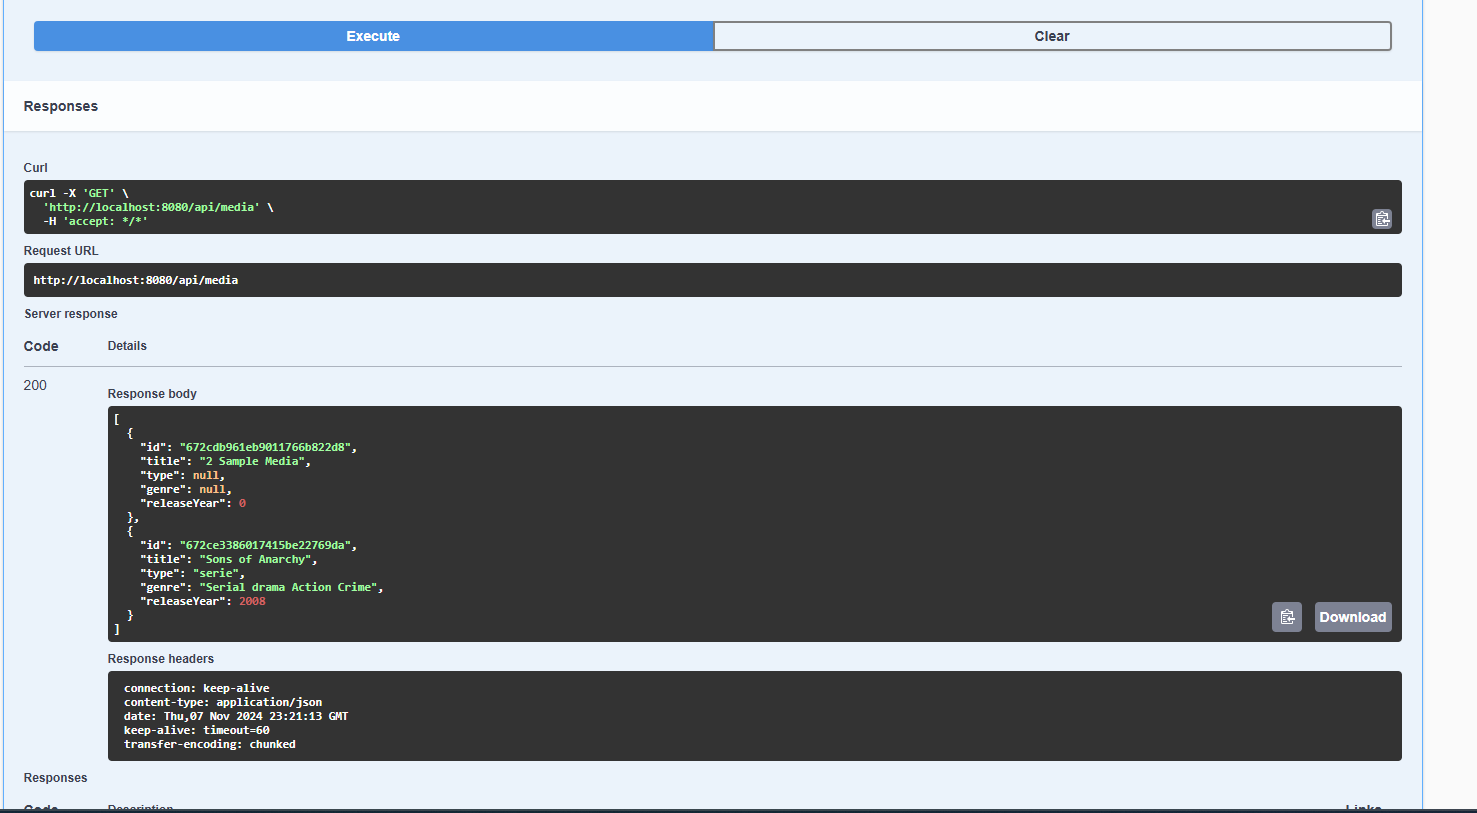 Execute
Clear
Responses
Curl
curl -X 'GET' \
  'http://localhost:8080/api/media' \
  -H 'accept: */*'
Request URL
http://localhost:8080/api/media
Server response
Code
Details
200
Response body
[
  {
    "id": "672cdb961eb9011766b822d8",
    "title": "2 Sample Media",
    "type": null,
    "genre": null,
    "releaseYear": 0
  },
  {
    "id": "672ce3386017415be22769da",
    "title": "Sons of Anarchy",
    "type": "serie",
    "genre": "Serial drama Action Crime",
    "releaseYear": 2008
  }
]
Download
Response headers
connection: keep-alive
content-type: application/json
date: Thu,07 Nov 2024 23:21:13 GMT
keep-alive: timeout=60
transfer-encoding: chunked
Responses
Code
Description
Links